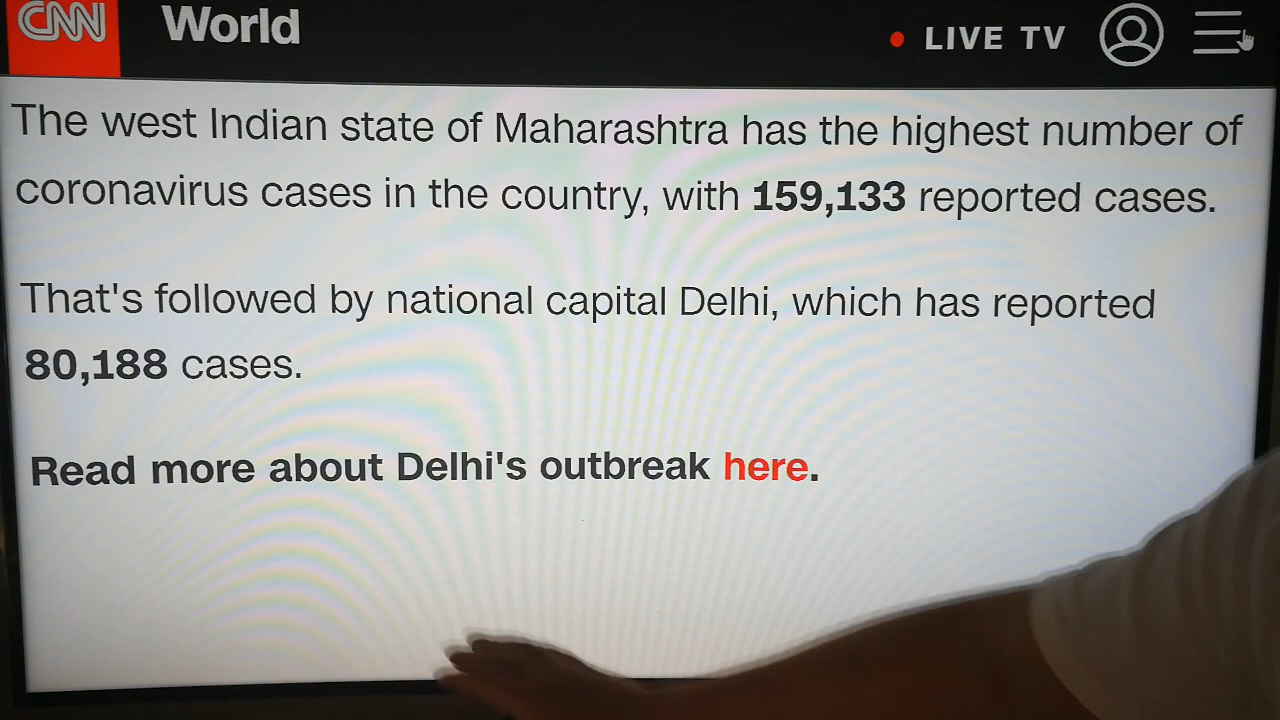 CNN World LIVE TV
The west Indian state of Maharashtra has the highest number of
coronavirus cases in the country, with 159,133 reported cases.
That's followed by national capital Delhi, which has reported
80,188 cases.
Read more about Delhi's outbreak here.